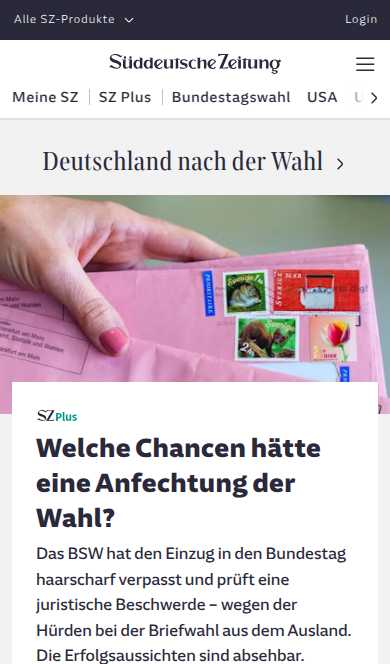 Alle SZ-Produkte
Login
Süddeutsche Zeitung
Meine SZ
SZ Plus
Bundestagswahl
USA
Deutschland nach der Wahl
PRIORITAIRE
SVERIGE
SZ Plus
Welche Chancen hätte
eine Anfechtung der
Wahl?
Das BSW hat den Einzug in den Bundestag
haarscharf verpasst und prüft eine
juristische Beschwerde – wegen der
Hürden bei der Briefwahl aus dem Ausland.
Die Erfolgsaussichten sind absehbar.